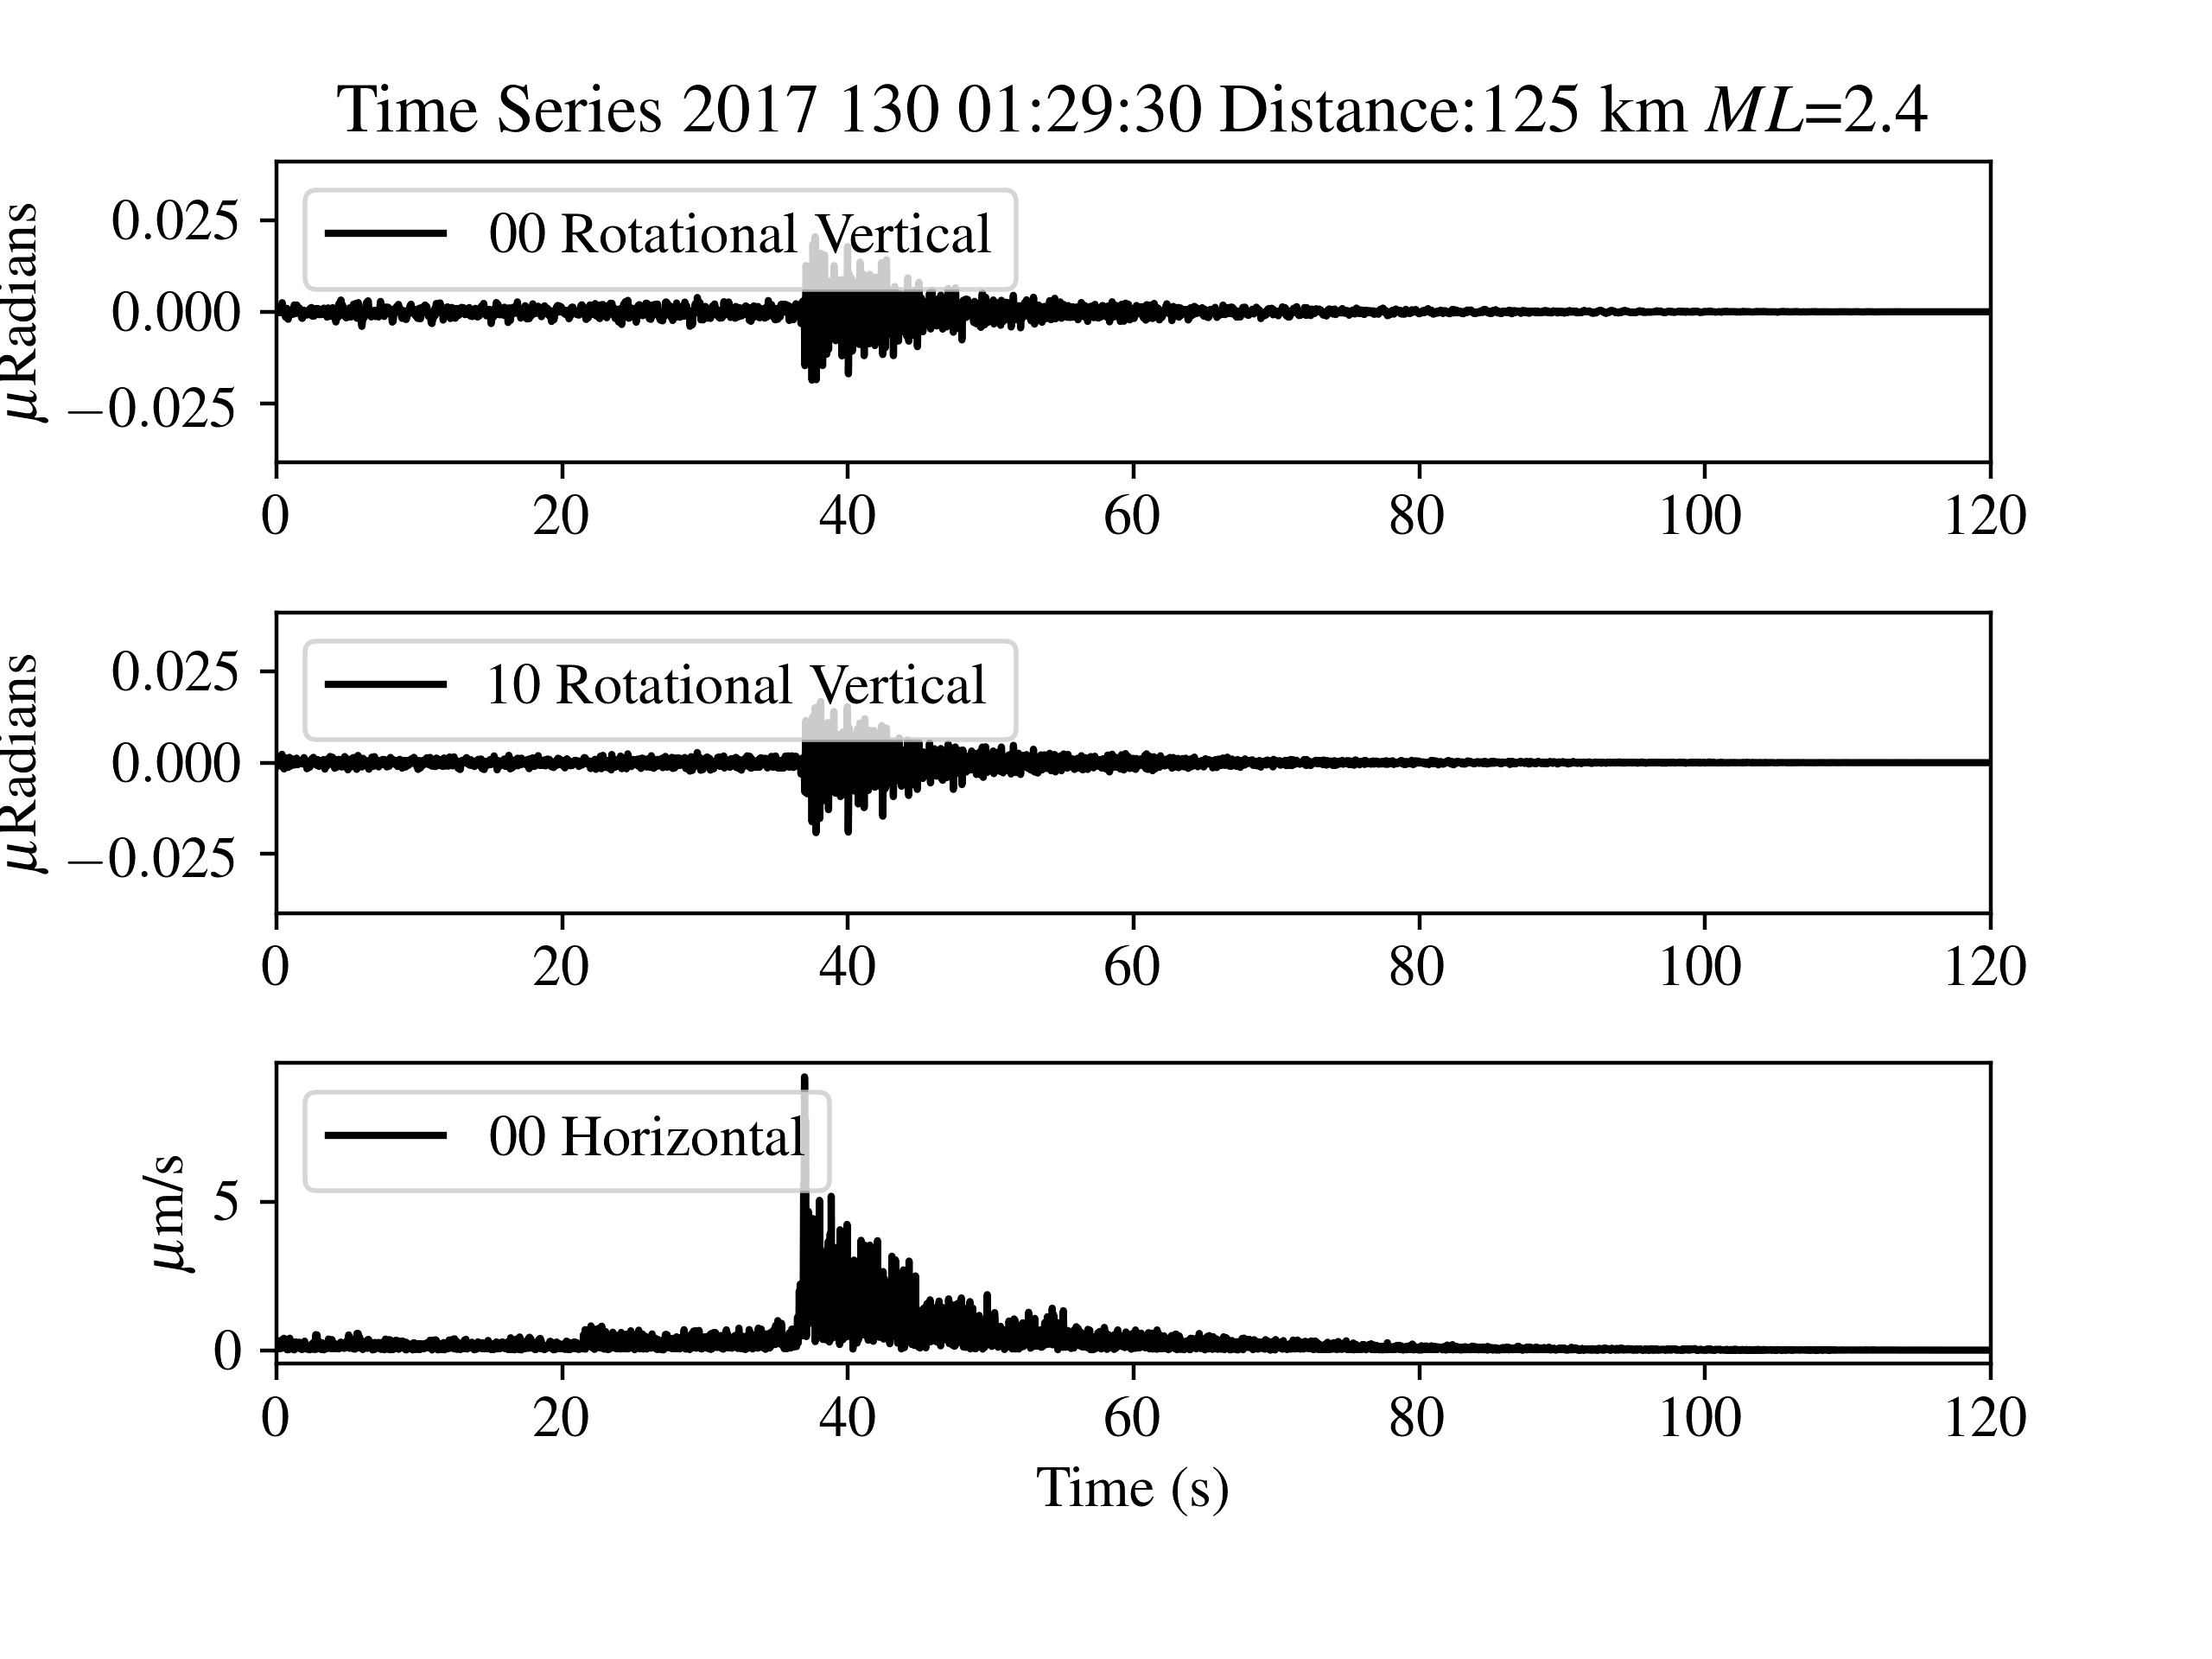 Time Series 2017 130 01:29:30 Distance:125 km ML=2.4
µRadians
0.025
0.000
−0.025
00 Rotational Vertical
0 20 40 60 80 100 120
µRadians
0.025
0.000
−0.025
10 Rotational Vertical
0 20 40 60 80 100 120
µm/s
5
0
00 Horizontal
0 20 40 60 80 100 120
Time (s)